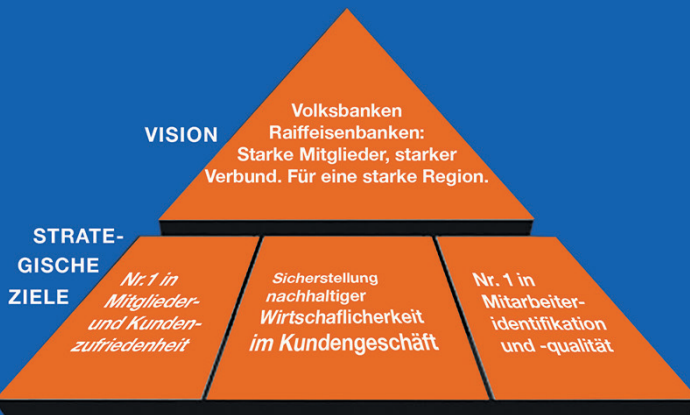 VISION
Volksbanken
Raiffeisenbanken:
Starke Mitglieder, starker
Verbund. Für eine starke Region.
STRATE-
GISCHE
ZIELE
Nr. 1 in
Mitglieder-
und Kunden-
zufriedenheit
Sicherstellung
nachhaltiger
Wirtschaflicherkeit
im Kundengeschäft
Nr. 1 in
Mitarbeiter-
identifikation
und -qualität